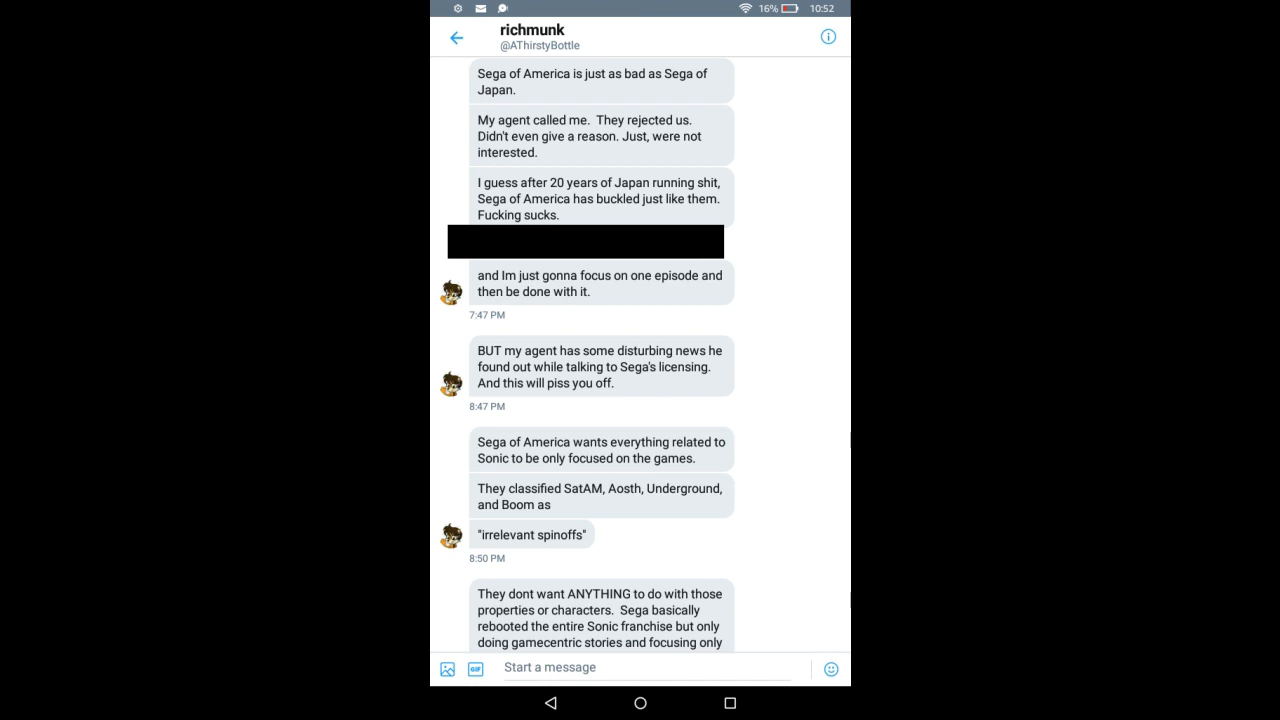 16% 10:52
richmunk
@AThirstyBottle
Sega of America is just as bad as Sega of
Japan.
My agent called me.  They rejected us.
Didn't even give a reason. Just, were not
interested.
I guess after 20 years of Japan running shit,
Sega of America has buckled just like them.
Fucking sucks.
and Im just gonna focus on one episode and
then be done with it.
7:47 PM
BUT my agent has some disturbing news he
found out while talking to Sega's licensing.
And this will piss you off.
8:47 PM
Sega of America wants everything related to
Sonic to be only focused on the games.
They classified SatAM, Aosth, Underground,
and Boom as
"irrelevant spinoffs"
8:50 PM
They dont want ANYTHING to do with those
properties or characters.  Sega basically
rebooted the entire Sonic franchise but only
doing gamecentric stories and focusing only
GIF
Start a message